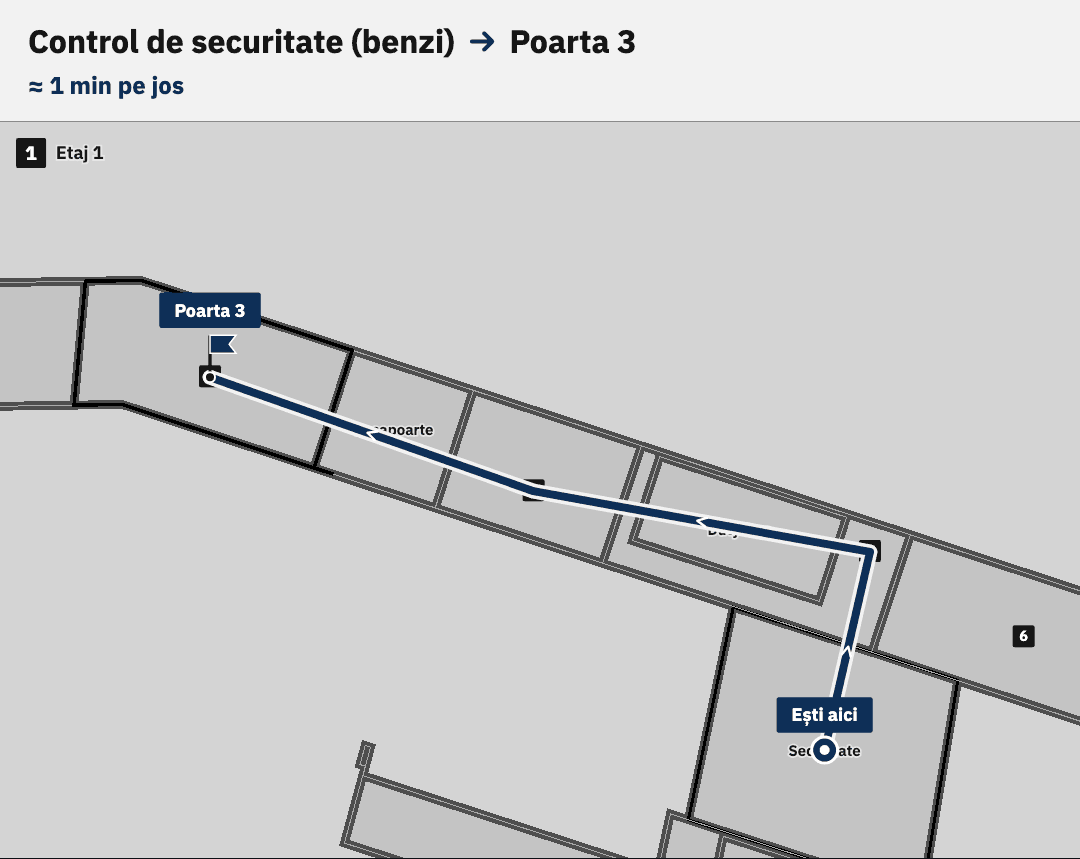 Control de securitate (benzi) → Poarta 3
≈ 1 min pe jos
1 Etaj 1
Poarta 3
6
Ești aici